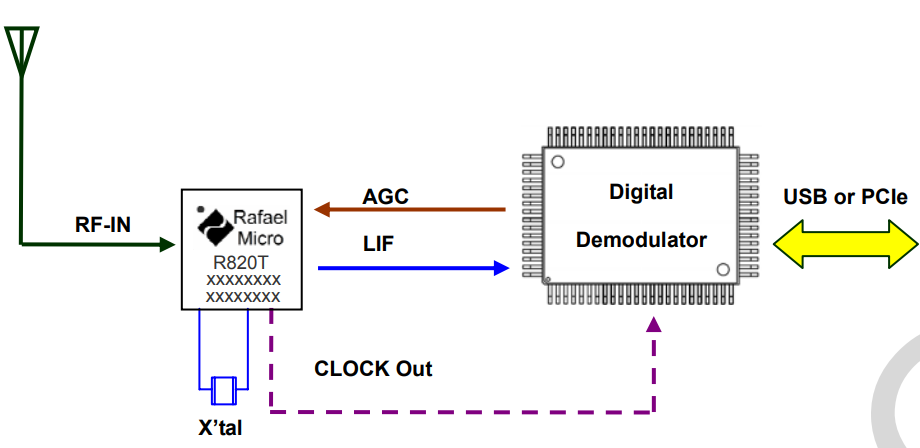 RF-IN
Rafael
Micro
R820T
xxxxxxxx
xxxxxxxx
AGC
LIF
Digital
Demodulator
USB or PCIe
CLOCK Out
X’tal